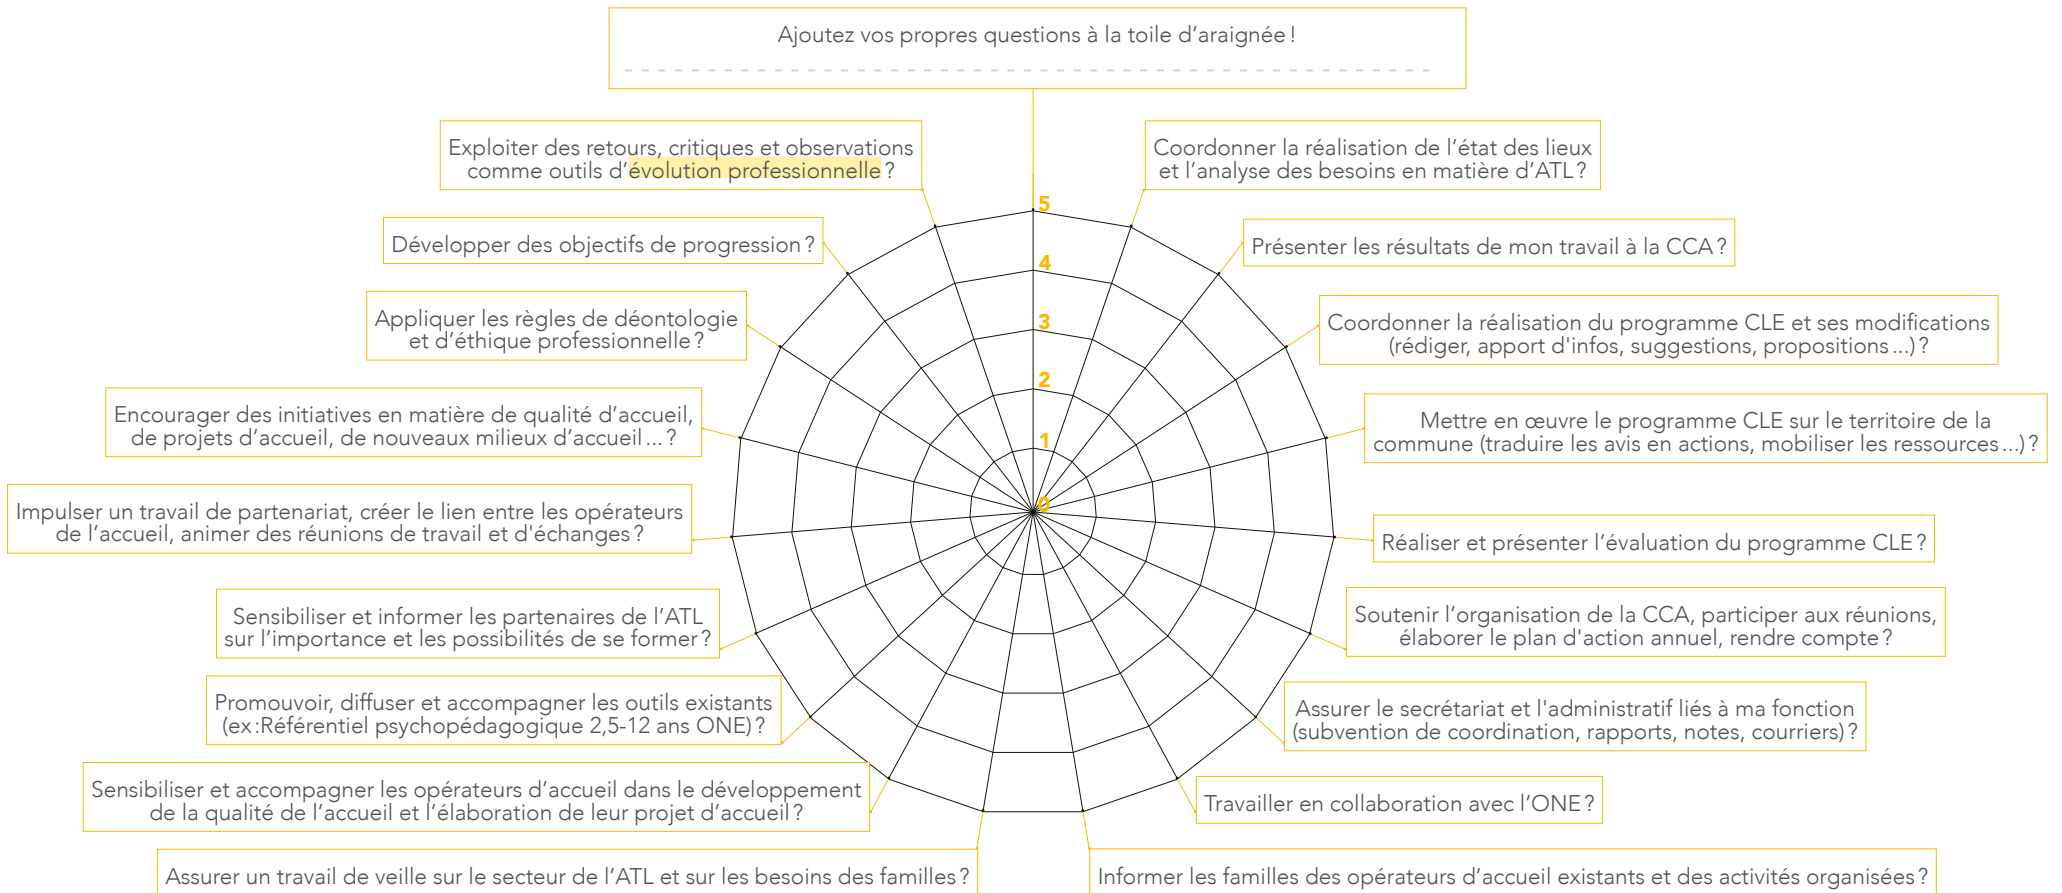 Ajoutez vos propres questions à la toile d'araignée !
Exploiter des retours, critiques et observations
comme outils d'évolution professionnelle ?
Coordonner la réalisation de l'état des lieux
et l'analyse des besoins en matière d'ATL ?
Développer des objectifs de progression ?
Présenter les résultats de mon travail à la CCA ?
Appliquer les règles de déontologie
et d'éthique professionnelle ?
Coordonner la réalisation du programme CLE et ses modifications
(rédiger, apport d'infos, suggestions, propositions ...) ?
Encourager des initiatives en matière de qualité d'accueil,
de projets d'accueil, de nouveaux milieux d'accueil ... ?
Mettre en œuvre le programme CLE sur le territoire de la
commune (traduire les avis en actions, mobiliser les ressources ...) ?
Impulser un travail de partenariat, créer le lien entre les opérateurs
de l'accueil, animer des réunions de travail et d'échanges ?
Réaliser et présenter l'évaluation du programme CLE ?
Sensibiliser et informer les partenaires de l'ATL
sur l'importance et les possibilités de se former ?
Soutenir l'organisation de la CCA, participer aux réunions,
élaborer le plan d'action annuel, rendre compte ?
Promouvoir, diffuser et accompagner les outils existants
(ex :Référentiel psychopédagogique 2,5-12 ans ONE) ?
Assurer le secrétariat et l'administratif liés à ma fonction
(subvention de coordination, rapports, notes, courriers) ?
Sensibiliser et accompagner les opérateurs d'accueil dans le développement
de la qualité de l'accueil et l'élaboration de leur projet d'accueil ?
Travailler en collaboration avec l'ONE ?
Assurer un travail de veille sur le secteur de l'ATL et sur les besoins des familles ?
Informer les familles des opérateurs d'accueil existants et des activités organisées ?
5
4
3
2
1
0